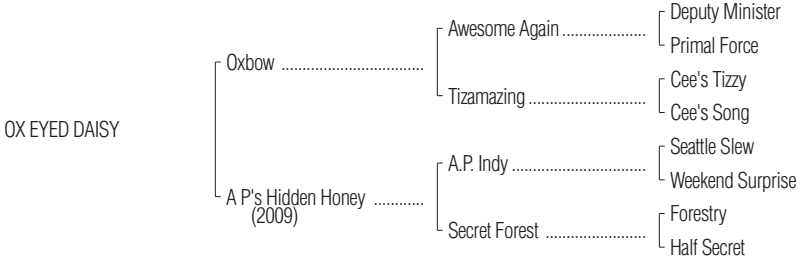 Deputy Minister
Awesome Again ....................
Primal Force
Oxbow ..................................
Cee's Tizzy
Tizamazing ............................
Cee's Song
OX EYED DAISY
Seattle Slew
A.P. Indy ................................
Weekend Surprise
A P's Hidden Honey ............
(2009)
Forestry
Secret Forest ........................
Half Secret